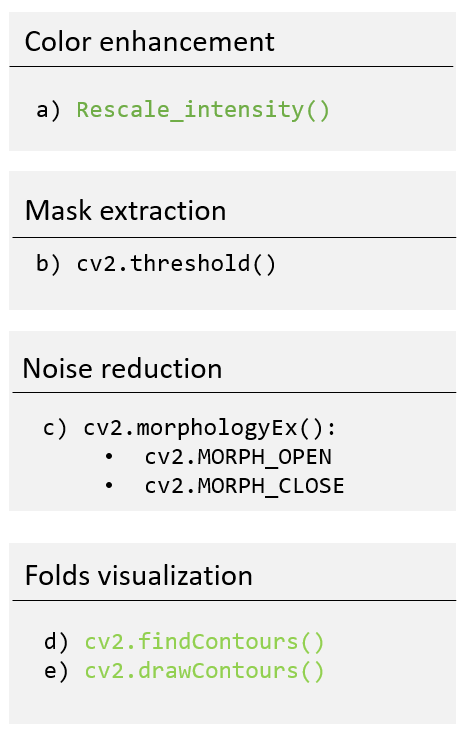 Color enhancement
a) Rescale_intensity()
Mask extraction
b) cv2.threshold()
Noise reduction
c) cv2.morphologyEx():
• cv2.MORPH_OPEN
• cv2.MORPH_CLOSE
Folds visualization
d) cv2.findContours()
e) cv2.drawContours()